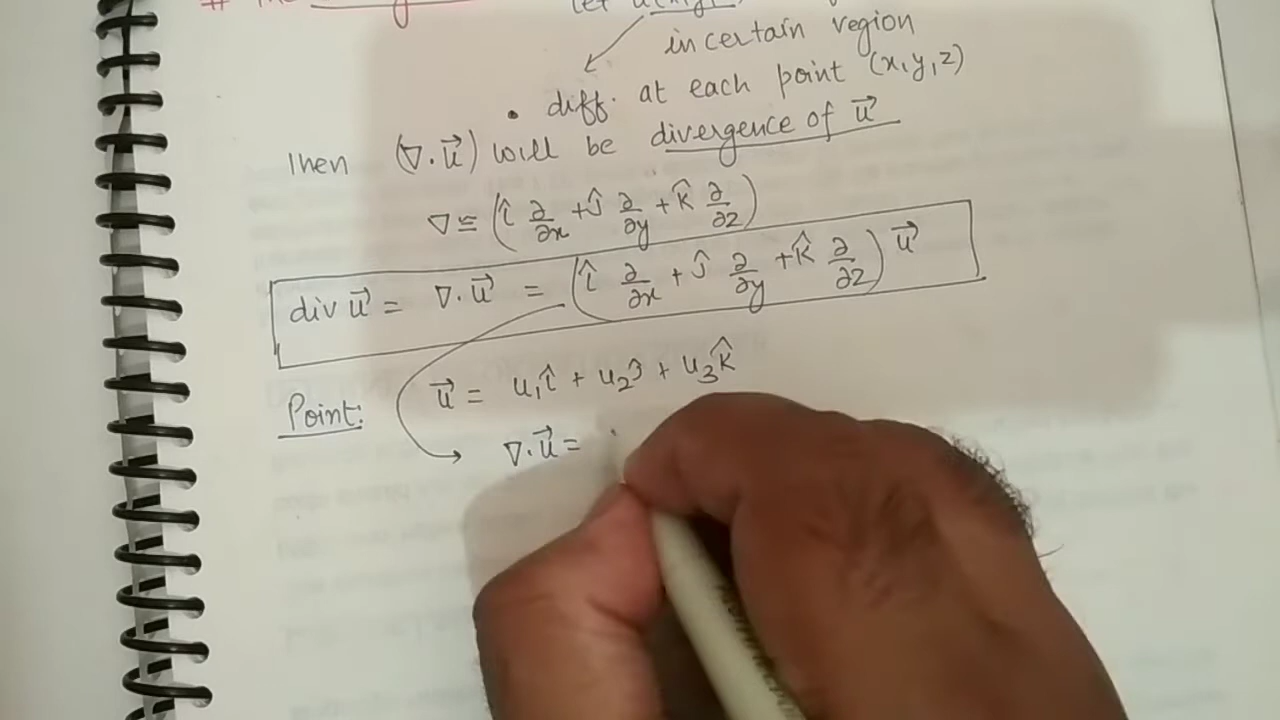 in certain region
• diff. at each point (x,y,z)
Then (∇·u⃗) will be divergence of u⃗
∇ ≅ (î ∂/∂x + ĵ ∂/∂y + k̂ ∂/∂z)
div u⃗ = ∇·u⃗ = (î ∂/∂x + ĵ ∂/∂y + k̂ ∂/∂z) u⃗
Point: u⃗ = u₁î + u₂ĵ + u₃k̂
∇·u⃗ =